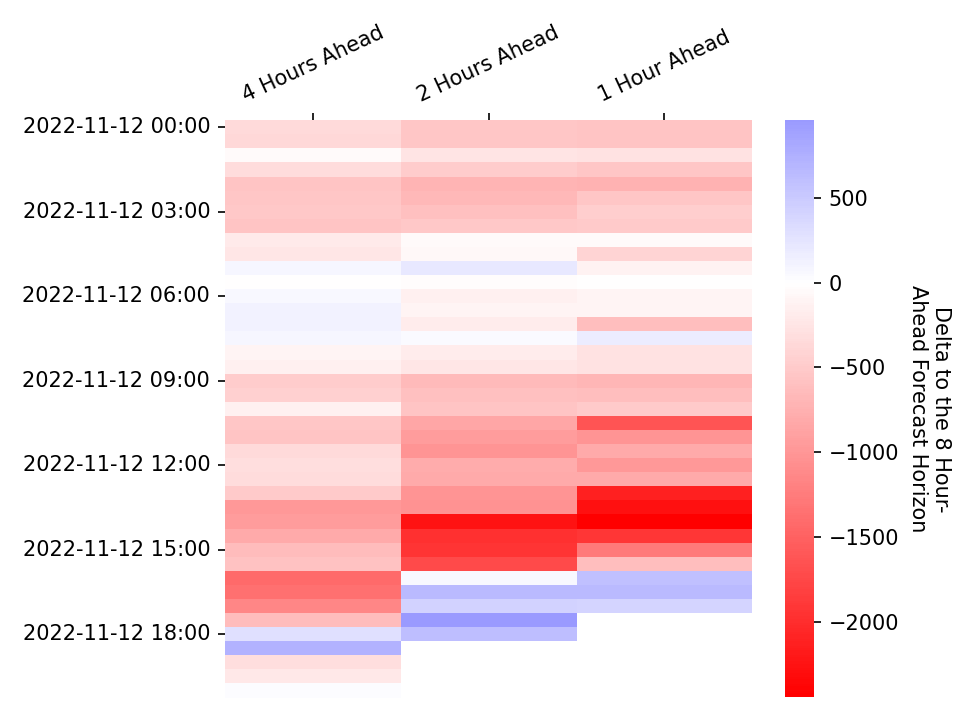 4 Hours Ahead
2 Hours Ahead
1 Hour Ahead
2022-11-12 00:00
2022-11-12 03:00
2022-11-12 06:00
2022-11-12 09:00
2022-11-12 12:00
2022-11-12 15:00
2022-11-12 18:00
500
0
−500
−1000
−1500
−2000
Delta to the 8 Hour-
Ahead Forecast Horizon